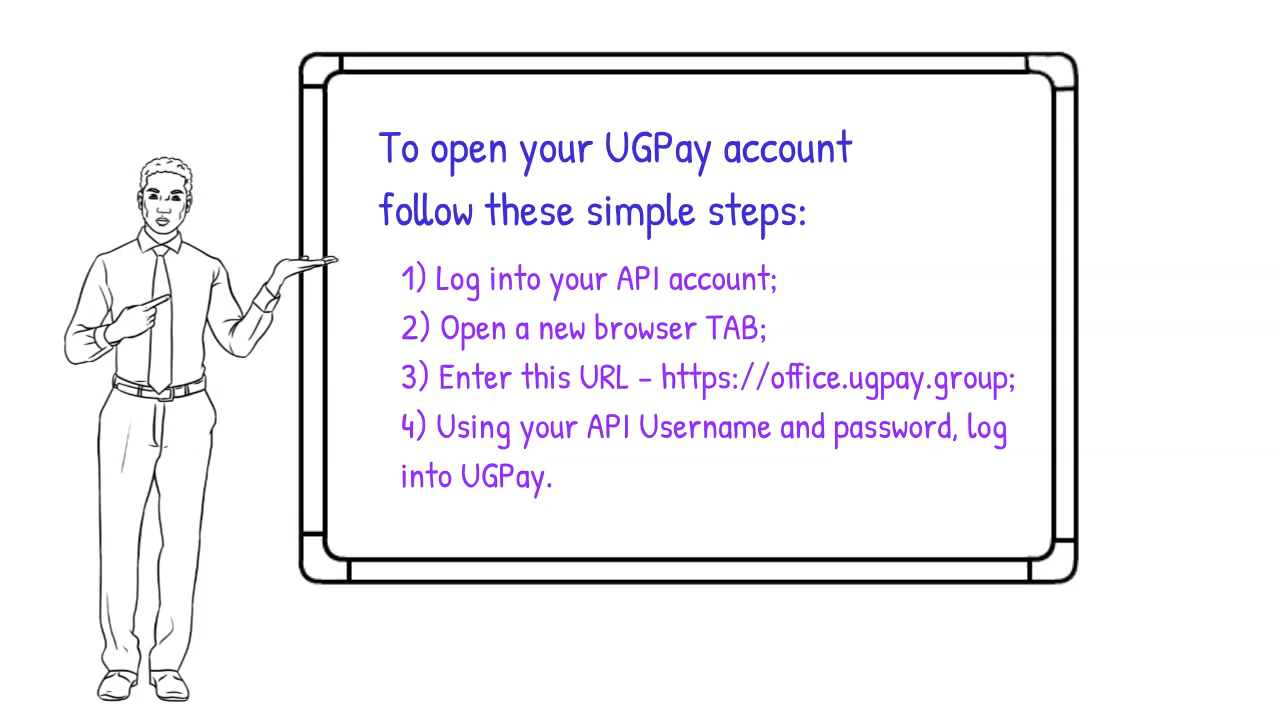 To open your UGPay account
follow these simple steps:
1) Log into your API account;
2) Open a new browser TAB;
3) Enter this URL - https://office.ugpay.group;
4) Using your API Username and password, log
into UGPay.